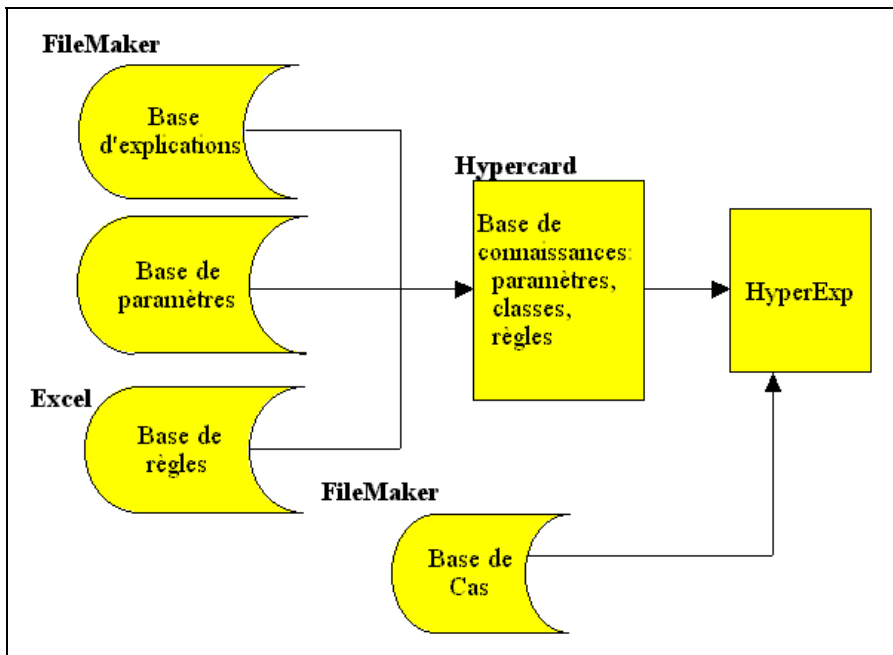 FileMaker
Base
d'explications
Hypercard
Base de
connaissances:
paramètres,
classes,
règles
HyperExp
Base de
paramètres
Excel
Base de
règles
FileMaker
Base de
Cas